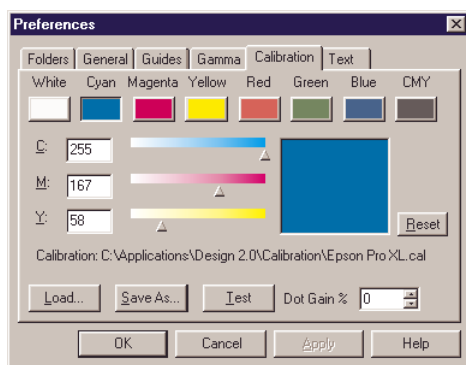 Preferences
Folders General Guides Gamma Calibration Text
White Cyan Magenta Yellow Red Green Blue CMY
C: 255
M: 167
Y: 58
Reset
Calibration: C:\Applications\Design 2.0\Calibration\Epson Pro XL.cal
Load... Save As... Test Dot Gain % 0
OK Cancel Apply Help